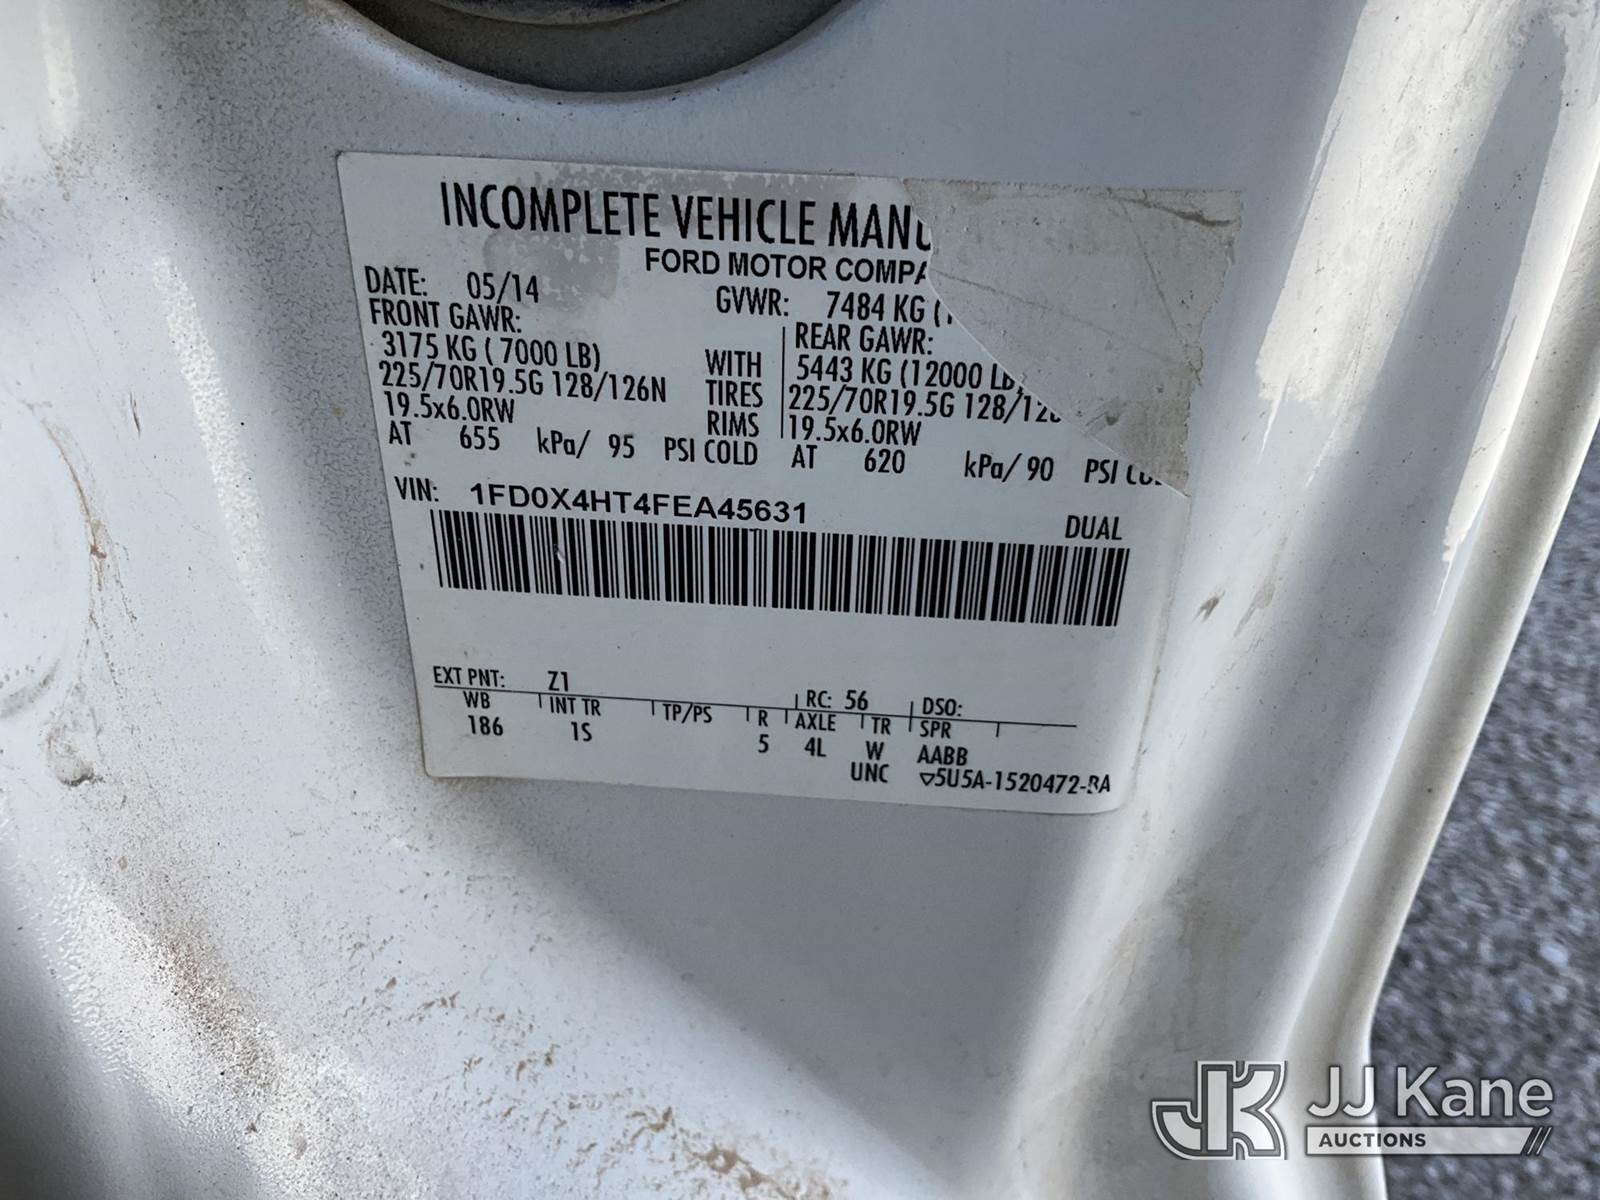 INCOMPLETE VEHICLE MANU
FORD MOTOR COMPA
DATE: 05/14 GVWR: 7484 KG (1
FRONT GAWR: REAR GAWR:
3175 KG ( 7000 LB) WITH 5443 KG (12000 LB)
225/70R19.5G 128/126N TIRES 225/70R19.5G 128/126
19.5x6.0RW RIMS 19.5x6.0RW
AT 655 kPa/ 95 PSI COLD AT 620 kPa/ 90 PSI COL
VIN: 1FD0X4HT4FEA45631
DUAL
EXT PNT: Z1 RC: 56 DSO:
WB INT TR TP/PS R AXLE TR SPR
186 1S 5 4L W AABB
UNC ▽5U5A-1520472-BA
JK JJ Kane
AUCTIONS